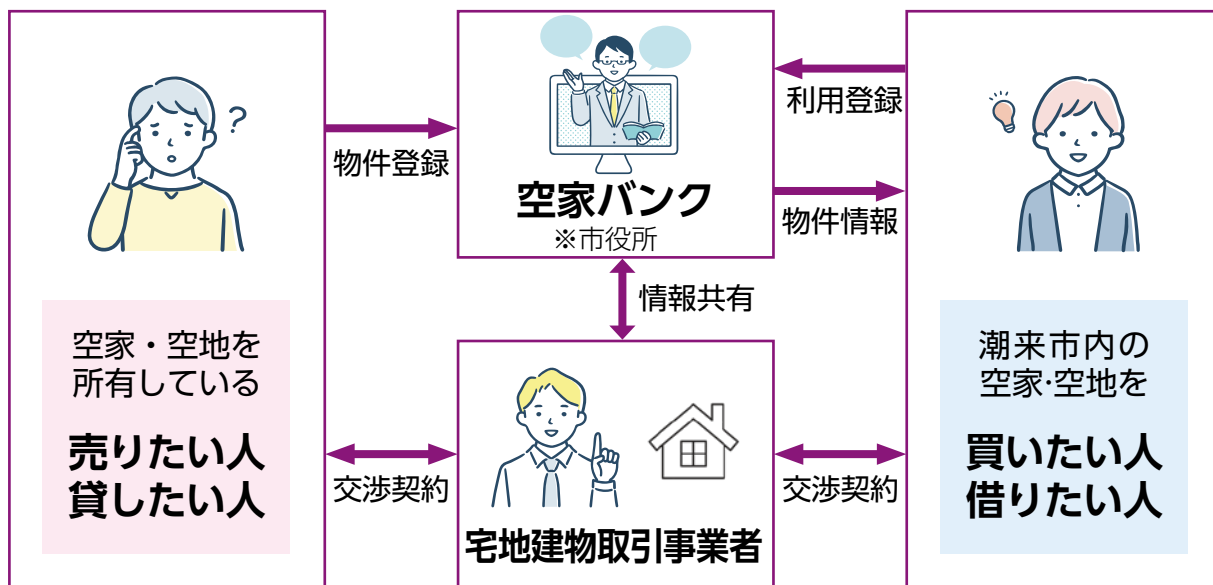 ?
空家・空地を
所有している
売りたい人
貸したい人
物件登録
空家バンク
※市役所
利用登録
物件情報
情報共有
交渉契約
宅地建物取引事業者
交渉契約
潮来市内の
空家･空地を
買いたい人
借りたい人